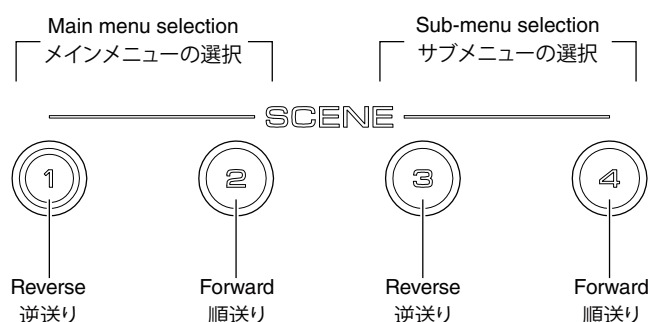 Main menu selection
メインメニューの選択
Sub-menu selection
サブメニューの選択
SCENE
1
2
3
4
Reverse
逆送り
Forward
順送り
Reverse
逆送り
Forward
順送り